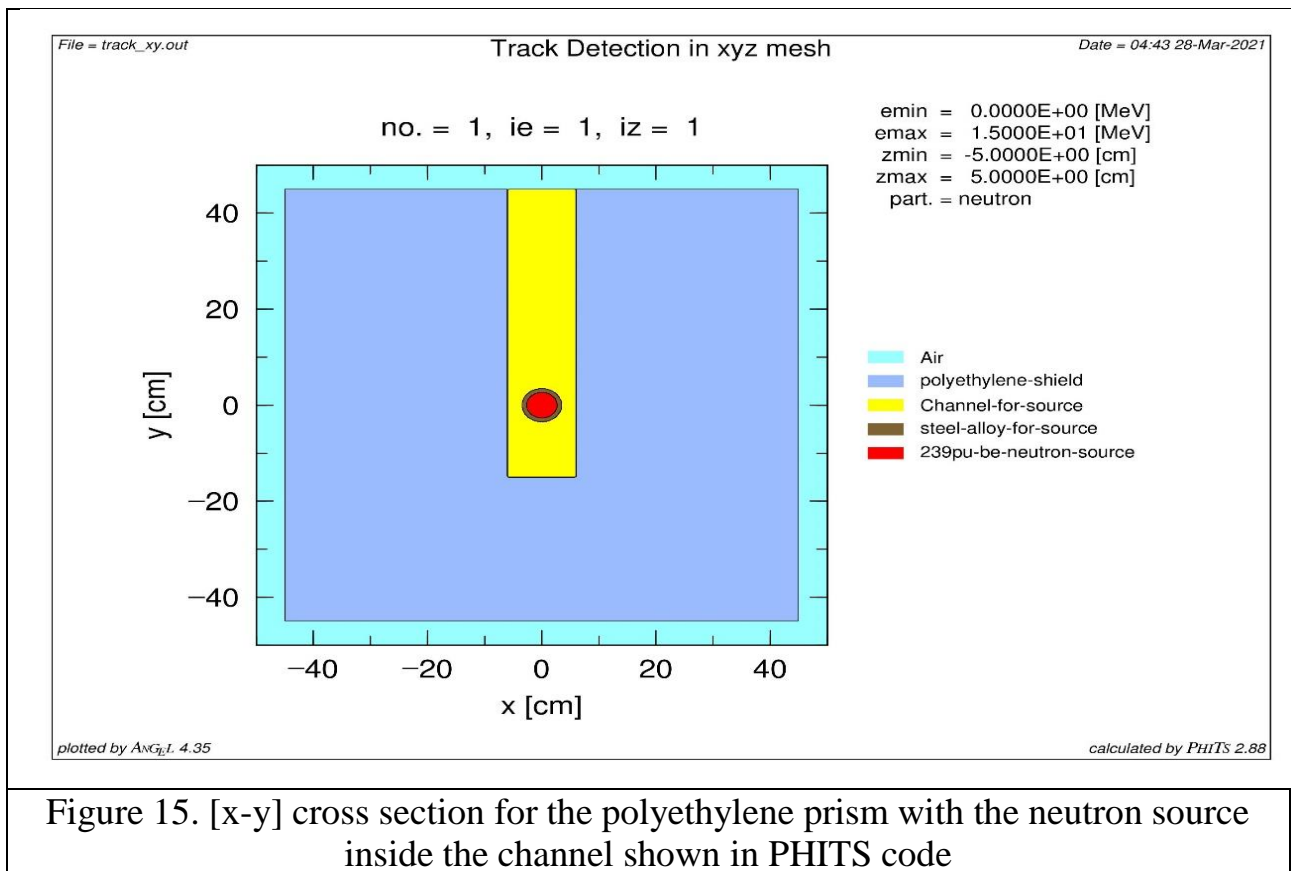 File = track_xy.out
Track Detection in xyz mesh
Date = 04:43 28-Mar-2021
no. = 1, ie = 1, iz = 1
emin = 0.0000E+00 [MeV]
emax = 1.5000E+01 [MeV]
zmin = -5.0000E+00 [cm]
zmax = 5.0000E+00 [cm]
part. = neutron
40
20
0
−20
−40
y [cm]
−40 −20 0 20 40
x [cm]
Air
polyethylene-shield
Channel-for-source
steel-alloy-for-source
239pu-be-neutron-source
plotted by ANGEL 4.35
calculated by PHITS 2.88
Figure 15. [x-y] cross section for the polyethylene prism with the neutron source
inside the channel shown in PHITS code